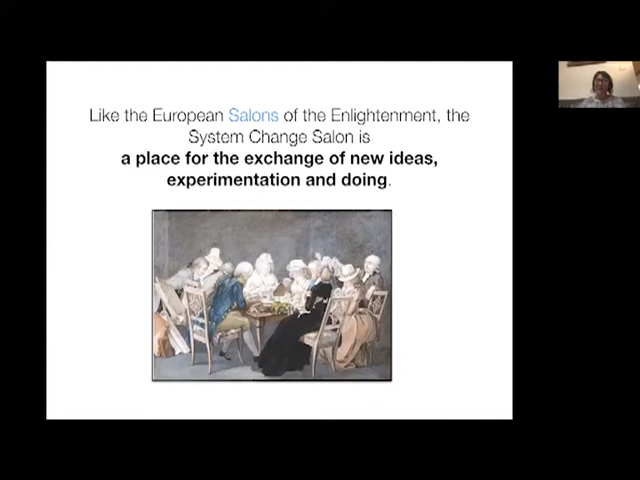 Like the European Salons of the Enlightenment, the
System Change Salon is
a place for the exchange of new ideas,
experimentation and doing.